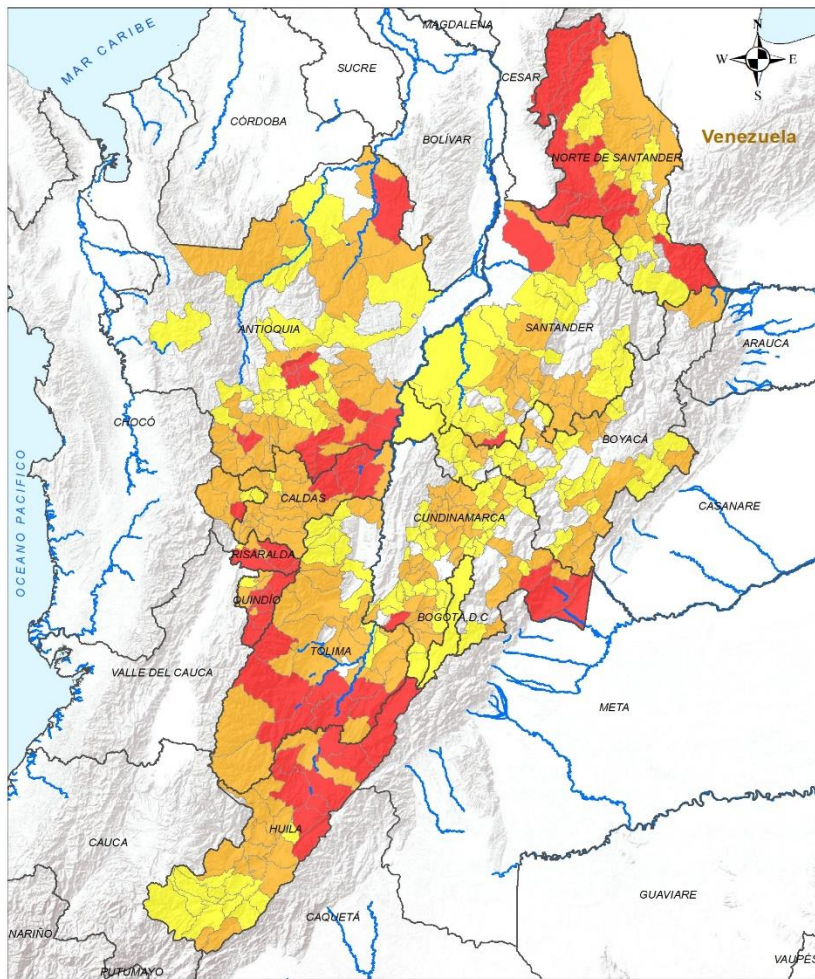 MAGDALENA
N
W E
S
MAR CARIBE
SUCRE
CESAR
CÓRDOBA
BOLÍVAR
Venezuela
NORTE DE SANTANDER
ANTIOQUIA
SANTANDER
ARAUCA
CHOCÓ
BOYACÁ
CALDAS
CASANARE
CUNDINAMARCA
OCEANO PACIFICO
RISARALDA
QUINDÍO
BOGOTÁ, D.C
TOLIMA
VALLE DEL CAUCA
META
HUILA
CAUCA
GUAVIARE
CAQUETÁ
NARIÑO
PUTUMAYO
VAUPÉS